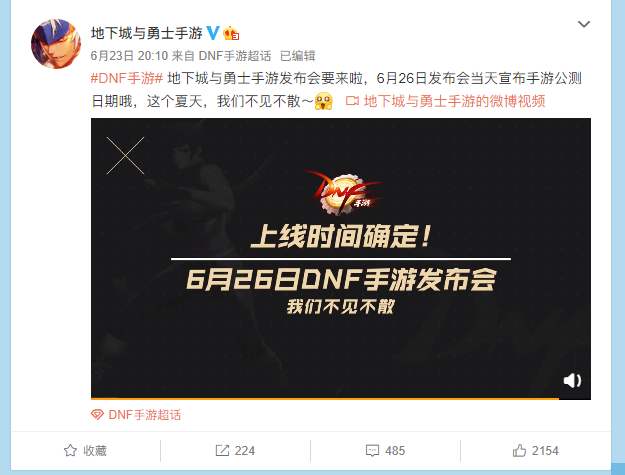 地下城与勇士手游
6月23日 20:10 来自 DNF手游超话 已编辑
#DNF手游# 地下城与勇士手游发布会要来啦，6月26日发布会当天宣布手游公测
日期哦，这个夏天，我们不见不散～ 地下城与勇士手游的微博视频
DNF
手游
上线时间确定！
6月26日DNF手游发布会
我们不见不散
DNF手游超话
收藏 224 485 2154